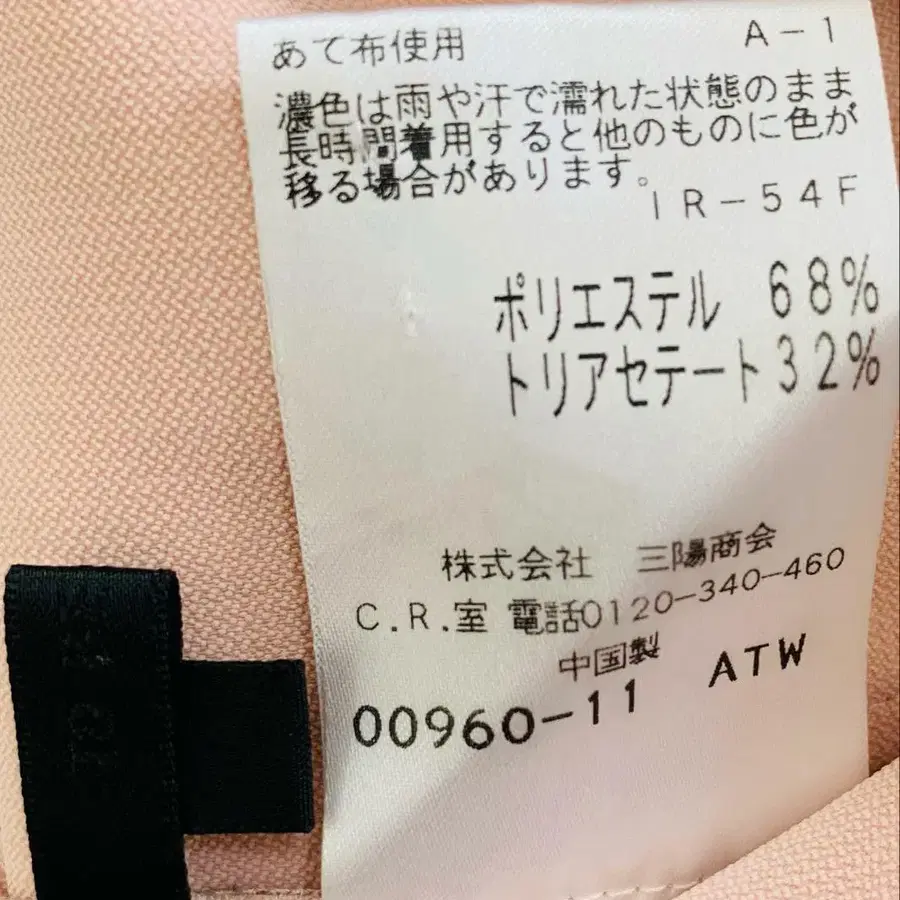 あて布使用 A-1
濃色は雨や汗で濡れた状態のまま
長時間着用すると他のものに色が
移る場合があります。
IR-54F
ポリエステル 68%
トリアセテート32%
株式会社 三陽商会
C.R.室 電話0120-340-460
中国製 ATW
00960-11